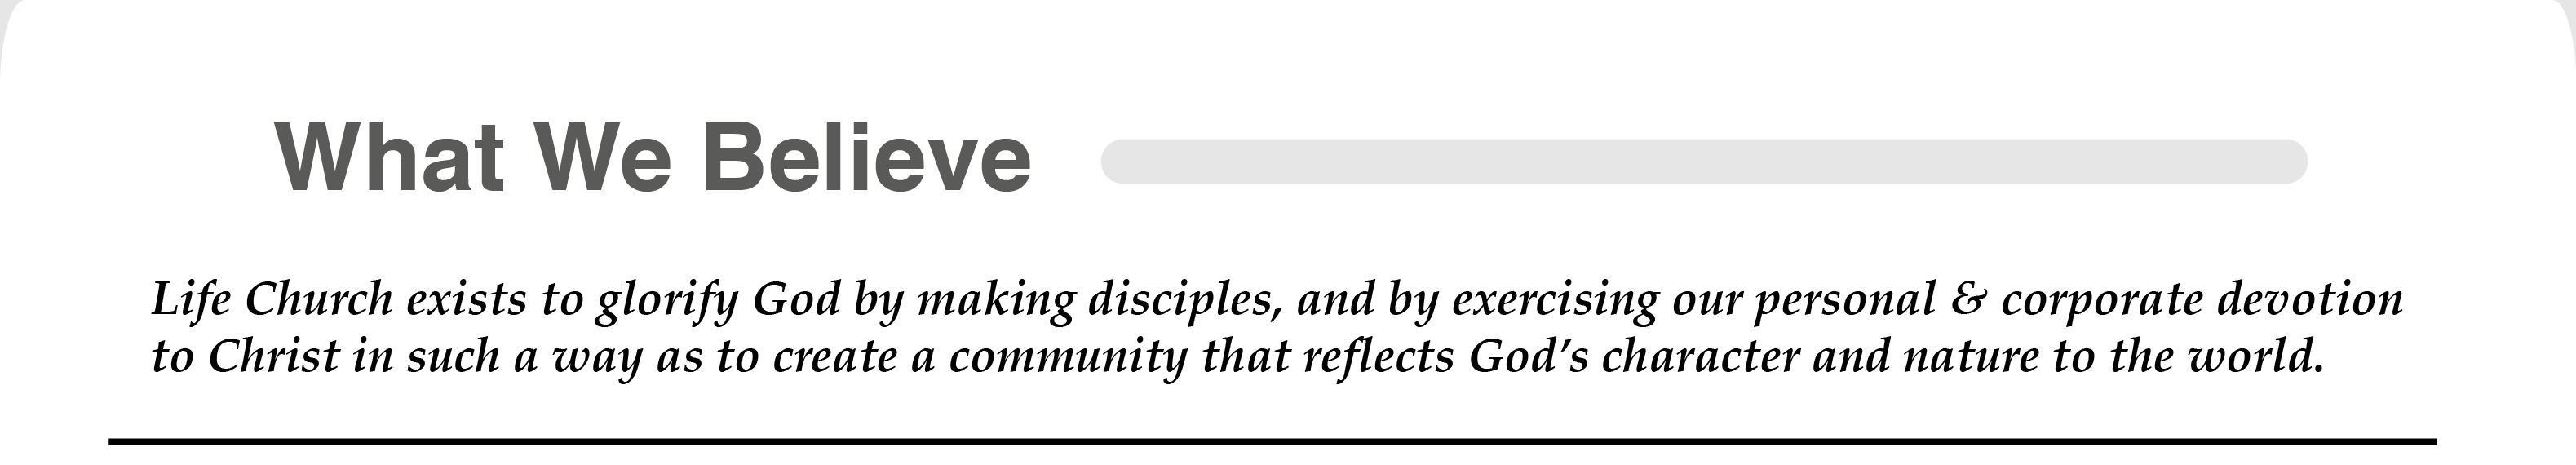 What We Believe
Life Church exists to glorify God by making disciples, and by exercising our personal & corporate devotion
to Christ in such a way as to create a community that reflects God’s character and nature to the world.